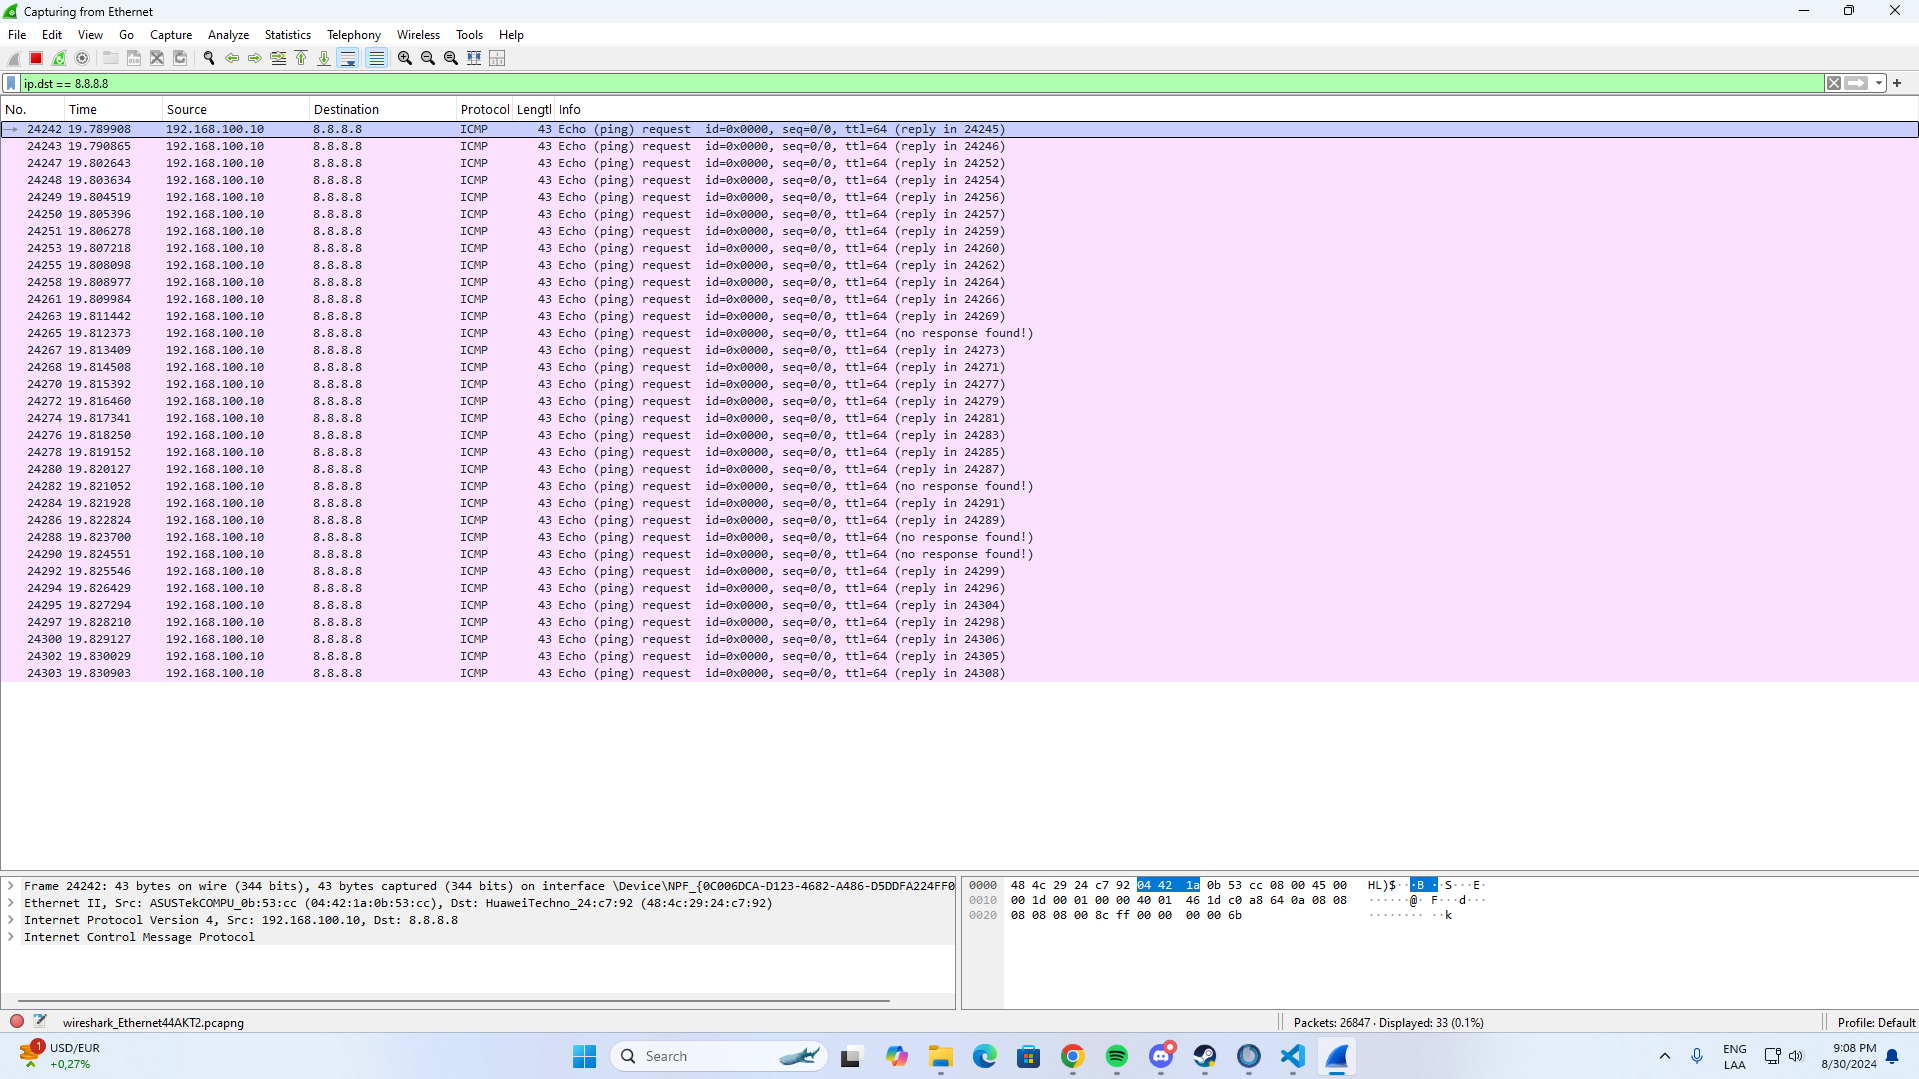 Capturing from Ethernet
File Edit View Go Capture Analyze Statistics Telephony Wireless Tools Help
ip.dst == 8.8.8.8
No. Time Source Destination Protocol Lengtl Info
24242 19.789908 192.168.100.10 8.8.8.8 ICMP 43 Echo (ping) request id=0x0000, seq=0/0, ttl=64 (reply in 24245)
24243 19.790865 192.168.100.10 8.8.8.8 ICMP 43 Echo (ping) request id=0x0000, seq=0/0, ttl=64 (reply in 24246)
24247 19.802643 192.168.100.10 8.8.8.8 ICMP 43 Echo (ping) request id=0x0000, seq=0/0, ttl=64 (reply in 24252)
24248 19.803634 192.168.100.10 8.8.8.8 ICMP 43 Echo (ping) request id=0x0000, seq=0/0, ttl=64 (reply in 24254)
24249 19.804519 192.168.100.10 8.8.8.8 ICMP 43 Echo (ping) request id=0x0000, seq=0/0, ttl=64 (reply in 24256)
24250 19.805396 192.168.100.10 8.8.8.8 ICMP 43 Echo (ping) request id=0x0000, seq=0/0, ttl=64 (reply in 24257)
24251 19.806278 192.168.100.10 8.8.8.8 ICMP 43 Echo (ping) request id=0x0000, seq=0/0, ttl=64 (reply in 24259)
24253 19.807218 192.168.100.10 8.8.8.8 ICMP 43 Echo (ping) request id=0x0000, seq=0/0, ttl=64 (reply in 24260)
24255 19.808098 192.168.100.10 8.8.8.8 ICMP 43 Echo (ping) request id=0x0000, seq=0/0, ttl=64 (reply in 24262)
24258 19.808977 192.168.100.10 8.8.8.8 ICMP 43 Echo (ping) request id=0x0000, seq=0/0, ttl=64 (reply in 24264)
24261 19.809984 192.168.100.10 8.8.8.8 ICMP 43 Echo (ping) request id=0x0000, seq=0/0, ttl=64 (reply in 24266)
24263 19.811442 192.168.100.10 8.8.8.8 ICMP 43 Echo (ping) request id=0x0000, seq=0/0, ttl=64 (reply in 24269)
24265 19.812373 192.168.100.10 8.8.8.8 ICMP 43 Echo (ping) request id=0x0000, seq=0/0, ttl=64 (no response found!)
24267 19.813409 192.168.100.10 8.8.8.8 ICMP 43 Echo (ping) request id=0x0000, seq=0/0, ttl=64 (reply in 24273)
24268 19.814508 192.168.100.10 8.8.8.8 ICMP 43 Echo (ping) request id=0x0000, seq=0/0, ttl=64 (reply in 24271)
24270 19.815392 192.168.100.10 8.8.8.8 ICMP 43 Echo (ping) request id=0x0000, seq=0/0, ttl=64 (reply in 24277)
24272 19.816460 192.168.100.10 8.8.8.8 ICMP 43 Echo (ping) request id=0x0000, seq=0/0, ttl=64 (reply in 24279)
24274 19.817341 192.168.100.10 8.8.8.8 ICMP 43 Echo (ping) request id=0x0000, seq=0/0, ttl=64 (reply in 24281)
24276 19.818250 192.168.100.10 8.8.8.8 ICMP 43 Echo (ping) request id=0x0000, seq=0/0, ttl=64 (reply in 24283)
24278 19.819152 192.168.100.10 8.8.8.8 ICMP 43 Echo (ping) request id=0x0000, seq=0/0, ttl=64 (reply in 24285)
24280 19.820127 192.168.100.10 8.8.8.8 ICMP 43 Echo (ping) request id=0x0000, seq=0/0, ttl=64 (reply in 24287)
24282 19.821052 192.168.100.10 8.8.8.8 ICMP 43 Echo (ping) request id=0x0000, seq=0/0, ttl=64 (no response found!)
24284 19.821928 192.168.100.10 8.8.8.8 ICMP 43 Echo (ping) request id=0x0000, seq=0/0, ttl=64 (reply in 24291)
24286 19.822824 192.168.100.10 8.8.8.8 ICMP 43 Echo (ping) request id=0x0000, seq=0/0, ttl=64 (reply in 24289)
24288 19.823700 192.168.100.10 8.8.8.8 ICMP 43 Echo (ping) request id=0x0000, seq=0/0, ttl=64 (no response found!)
24290 19.824551 192.168.100.10 8.8.8.8 ICMP 43 Echo (ping) request id=0x0000, seq=0/0, ttl=64 (no response found!)
24292 19.825546 192.168.100.10 8.8.8.8 ICMP 43 Echo (ping) request id=0x0000, seq=0/0, ttl=64 (reply in 24299)
24294 19.826429 192.168.100.10 8.8.8.8 ICMP 43 Echo (ping) request id=0x0000, seq=0/0, ttl=64 (reply in 24296)
24295 19.827294 192.168.100.10 8.8.8.8 ICMP 43 Echo (ping) request id=0x0000, seq=0/0, ttl=64 (reply in 24304)
24297 19.828210 192.168.100.10 8.8.8.8 ICMP 43 Echo (ping) request id=0x0000, seq=0/0, ttl=64 (reply in 24298)
24300 19.829127 192.168.100.10 8.8.8.8 ICMP 43 Echo (ping) request id=0x0000, seq=0/0, ttl=64 (reply in 24306)
24302 19.830029 192.168.100.10 8.8.8.8 ICMP 43 Echo (ping) request id=0x0000, seq=0/0, ttl=64 (reply in 24305)
24303 19.830903 192.168.100.10 8.8.8.8 ICMP 43 Echo (ping) request id=0x0000, seq=0/0, ttl=64 (reply in 24308)
Frame 24242: 43 bytes on wire (344 bits), 43 bytes captured (344 bits) on interface \Device\NPF_{0C006DCA-D123-4682-A486-D5DDFA224FF0
Ethernet II, Src: ASUSTekCOMPU_0b:53:cc (04:42:1a:0b:53:cc), Dst: HuaweiTechno_24:c7:92 (48:4c:29:24:c7:92)
Internet Protocol Version 4, Src: 192.168.100.10, Dst: 8.8.8.8
Internet Control Message Protocol
0000 48 4c 29 24 c7 92 04 42 1a 0b 53 cc 08 00 45 00 HL)$···B··S···E·
0010 00 1d 00 01 00 00 40 01 46 1d c0 a8 64 0a 08 08 ······@·F···d···
0020 08 08 08 00 8c ff 00 00 00 00 6b ··········k
wireshark_Ethernet44AKT2.pcapng
Packets: 26847 · Displayed: 33 (0.1%)
Profile: Default
1
USD/EUR
+0,27%
Search
ENG
LAA
9:08 PM
8/30/2024